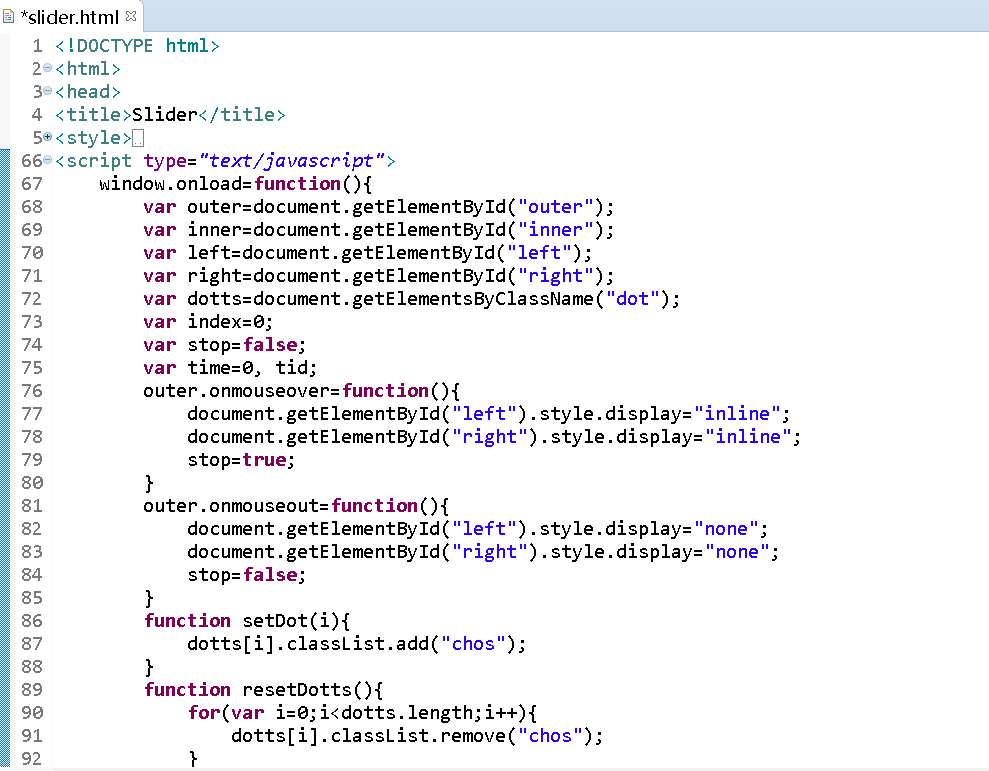 *slider.html
1 <!DOCTYPE html>
2 <html>
3 <head>
4 <title>Slider</title>
5 <style>
66 <script type="text/javascript">
67     window.onload=function(){
68         var outer=document.getElementById("outer");
69         var inner=document.getElementById("inner");
70         var left=document.getElementById("left");
71         var right=document.getElementById("right");
72         var dotts=document.getElementsByClassName("dot");
73         var index=0;
74         var stop=false;
75         var time=0, tid;
76         outer.onmouseover=function(){
77             document.getElementById("left").style.display="inline";
78             document.getElementById("right").style.display="inline";
79             stop=true;
80         }
81         outer.onmouseout=function(){
82             document.getElementById("left").style.display="none";
83             document.getElementById("right").style.display="none";
84             stop=false;
85         }
86         function setDot(i){
87             dotts[i].classList.add("chos");
88         }
89         function resetDotts(){
90             for(var i=0;i<dotts.length;i++){
91                 dotts[i].classList.remove("chos");
92             }